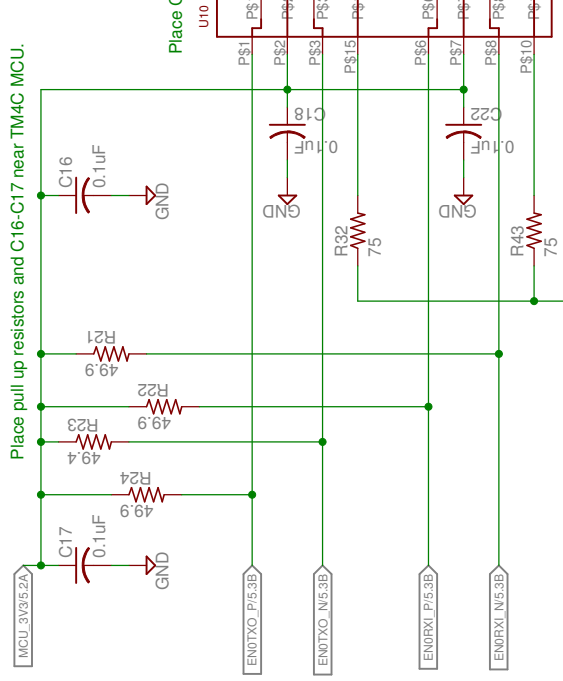 Place pull up resistors and C16-C17 near TM4C MCU.
Place C
U10
P$1
P$2
P$3
P$15
P$6
P$7
P$8
P$10
C18
0.1uF
GND
C22
0.1uF
GND
C16
0.1uF
GND
R32
75
R43
75
R21
49.9
R22
49.9
R23
49.4
R24
49.9
C17
0.1uF
GND
MCU_3V3/5.2A
EN0TXO_P/5.3B
EN0TXO_N/5.3B
EN0RXI_P/5.3B
EN0RXI_N/5.3B